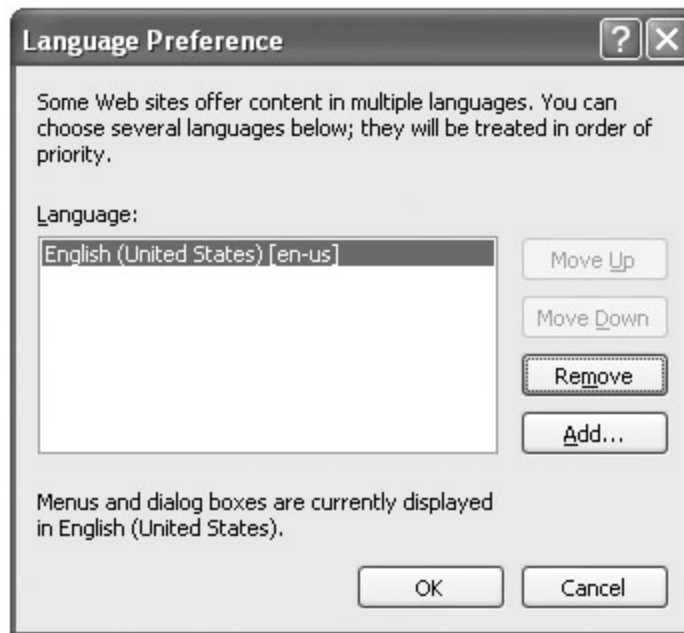 Language Preference
Some Web sites offer content in multiple languages. You can
choose several languages below; they will be treated in order of
priority.
Language:
English (United States) [en-us]
Move Up
Move Down
Remove
Add...
Menus and dialog boxes are currently displayed
in English (United States).
OK
Cancel